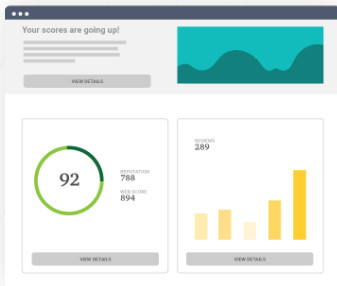 Your scores are going up!
VIEW DETAILS
92
REPUTATION
788
WEB SCORE
894
VIEW DETAILS
REVIEWS
289
VIEW DETAILS